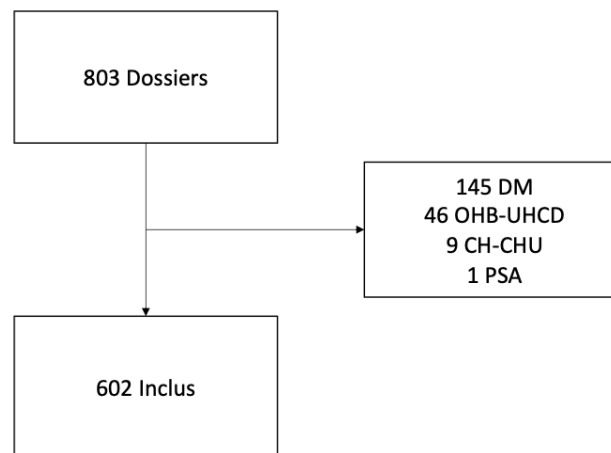 803 Dossiers
145 DM
46 OHB-UHCD
9 CH-CHU
1 PSA
602 Inclus